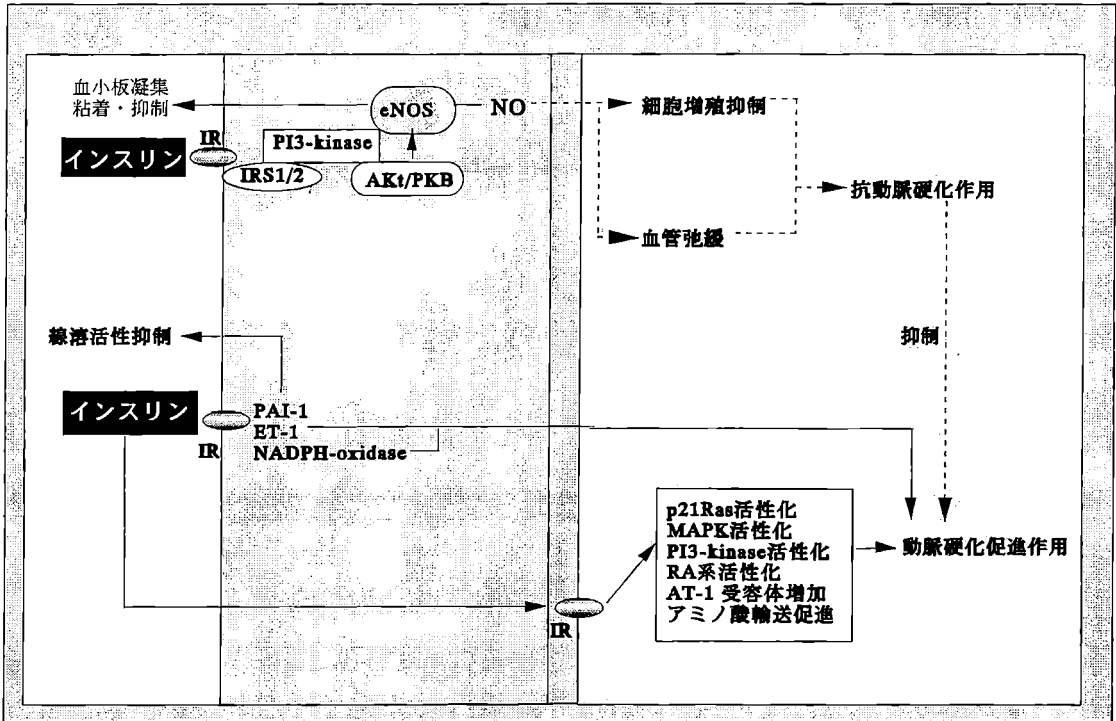 血小板凝集
粘着・抑制
eNOS
NO
細胞増殖抑制
IR
PI3-kinase
インスリン
IRS1/2
AKt/PKB
抗動脈硬化作用
血管弛緩
線溶活性抑制
抑制
インスリン
PAI-1
ET-1
IR
NADPH-oxidase
p21Ras活性化
MAPK活性化
PI3-kinase活性化
RA系活性化
AT-1 受容体増加
アミノ酸輸送促進
動脈硬化促進作用
IR